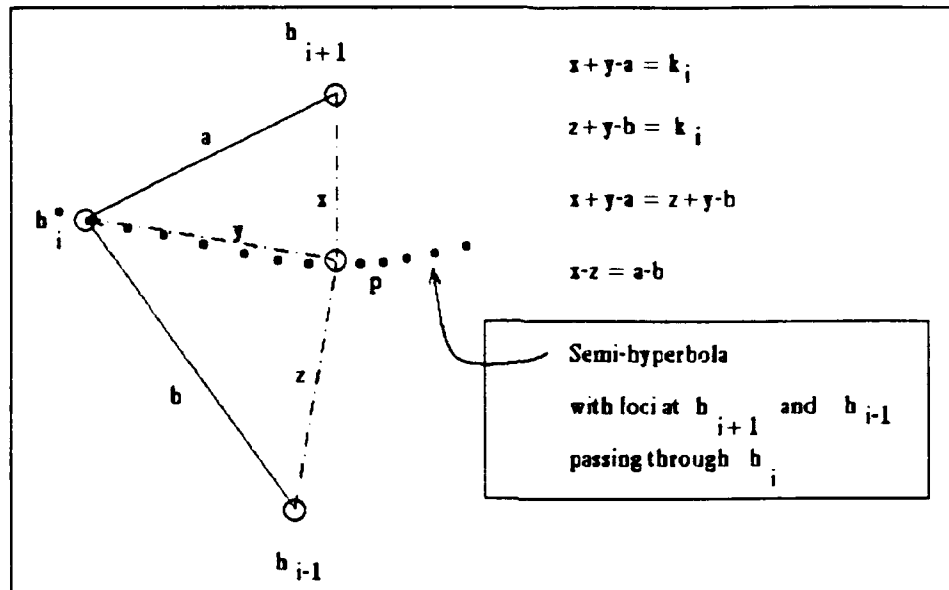 h i+1
a
x
h i
y
p
z
b
h i-1
x + y-a = k i
z + y-b = k i
x + y-a = z + y-b
x-z = a-b
Semi-hyperbola
with foci at h i+1 and h i-1
passing through h i